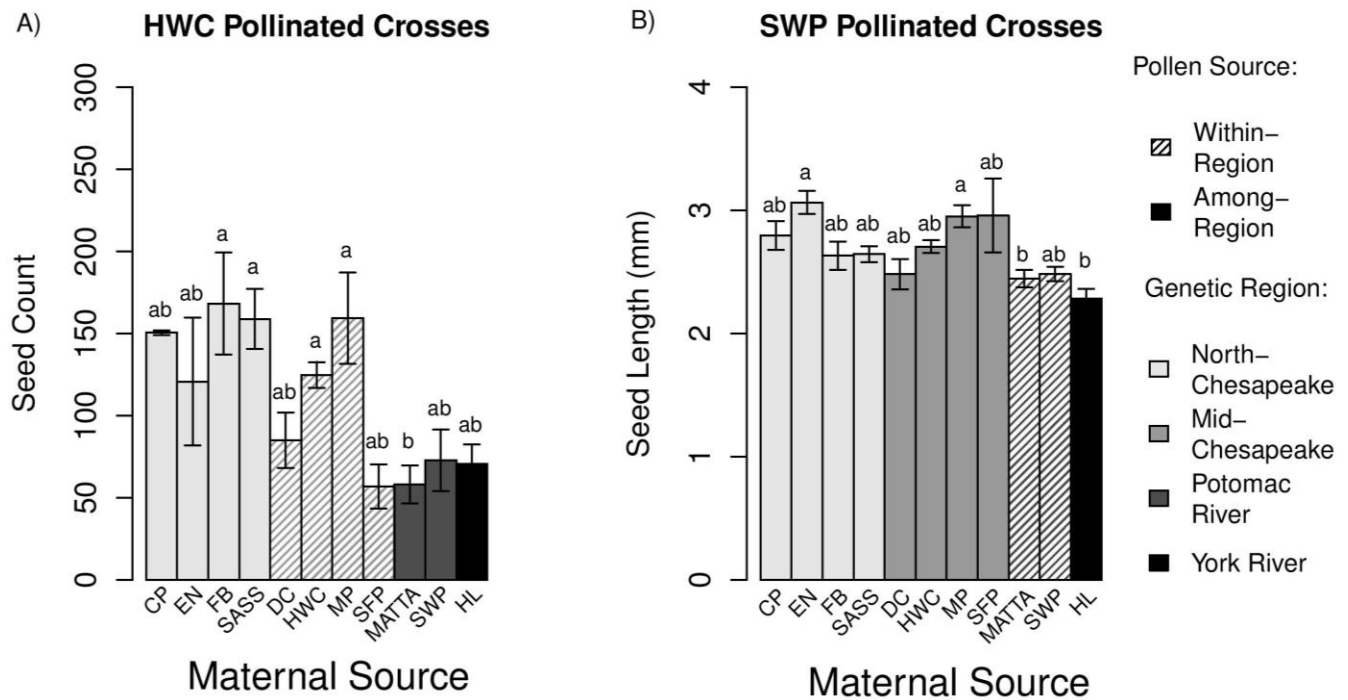 A)
HWC Pollinated Crosses
Seed Count
300
250
200
150
100
50
0
ab
ab
a
a
ab
a
a
ab
b
ab
ab
CP
EN
FB
SASS
DC
HWC
MP
SFP
MATTA
SWP
HL
Maternal Source
B)
SWP Pollinated Crosses
Seed Length (mm)
4
3
2
1
0
ab
a
ab
ab
ab
ab
a
ab
b
ab
b
CP
EN
FB
SASS
DC
HWC
MP
SFP
MATTA
SWP
HL
Maternal Source
Pollen Source:
Within−
Region
Among−
Region
Genetic Region:
North−
Chesapeake
Mid−
Chesapeake
Potomac
River
York River